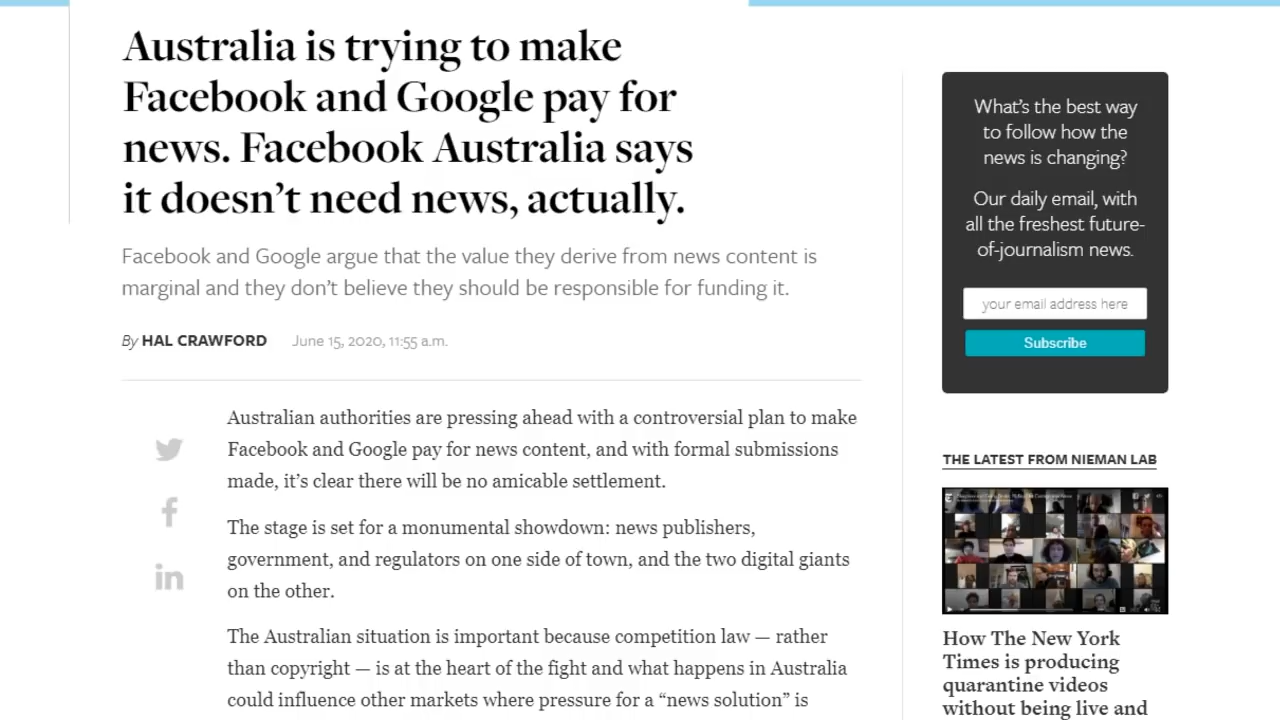 Australia is trying to make
Facebook and Google pay for
news. Facebook Australia says
it doesn’t need news, actually.
Facebook and Google argue that the value they derive from news content is
marginal and they don’t believe they should be responsible for funding it.
By HAL CRAWFORD June 15, 2020, 11:55 a.m.
Australian authorities are pressing ahead with a controversial plan to make
Facebook and Google pay for news content, and with formal submissions
made, it’s clear there will be no amicable settlement.
The stage is set for a monumental showdown: news publishers,
government, and regulators on one side of town, and the two digital giants
on the other.
The Australian situation is important because competition law — rather
than copyright — is at the heart of the fight and what happens in Australia
could influence other markets where pressure for a “news solution” is
What’s the best way
to follow how the
news is changing?
Our daily email, with
all the freshest future-
of-journalism news.
your email address here
Subscribe
THE LATEST FROM NIEMAN LAB
How The New York
Times is producing
quarantine videos
without being live and